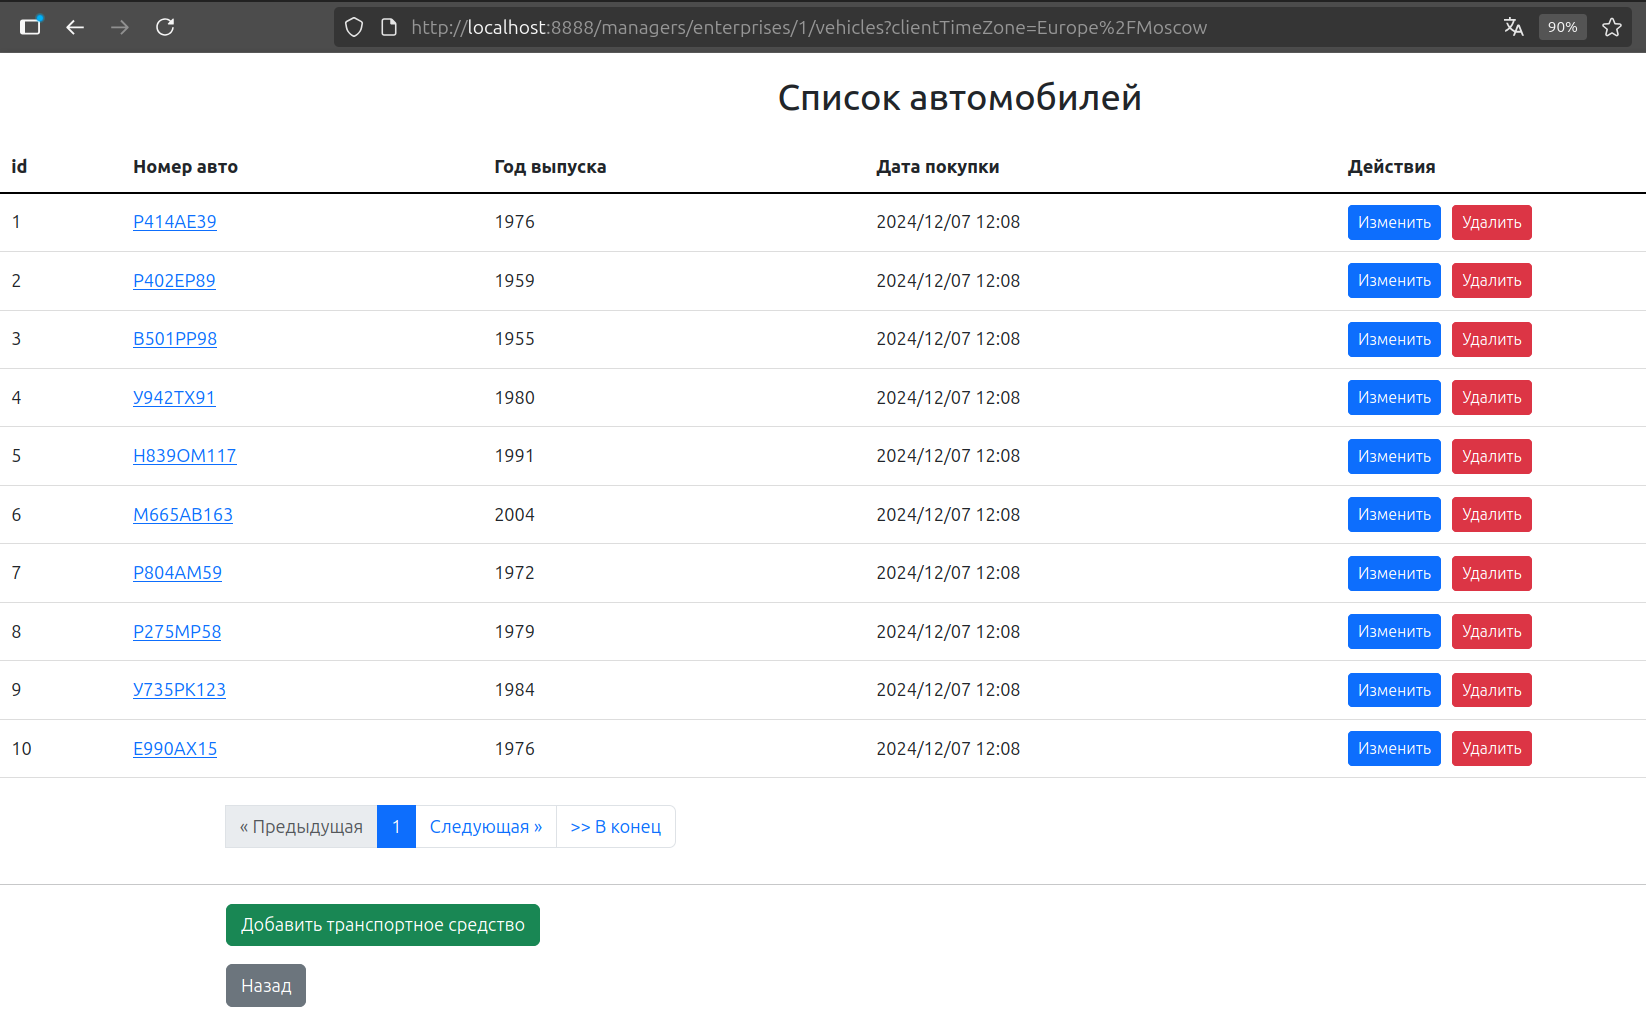 http://localhost:8888/managers/enterprises/1/vehicles?clientTimeZone=Europe%2FMoscow 90%
Список автомобилей
id Номер авто Год выпуска Дата покупки Действия
1 Р414АЕ39 1976 2024/12/07 12:08 Изменить Удалить
2 Р402ЕР89 1959 2024/12/07 12:08 Изменить Удалить
3 В501РР98 1955 2024/12/07 12:08 Изменить Удалить
4 У942ТХ91 1980 2024/12/07 12:08 Изменить Удалить
5 Н839ОМ117 1991 2024/12/07 12:08 Изменить Удалить
6 М665АВ163 2004 2024/12/07 12:08 Изменить Удалить
7 Р804АМ59 1972 2024/12/07 12:08 Изменить Удалить
8 Р275МР58 1979 2024/12/07 12:08 Изменить Удалить
9 У735РК123 1984 2024/12/07 12:08 Изменить Удалить
10 Е990АХ15 1976 2024/12/07 12:08 Изменить Удалить
« Предыдущая 1 Следующая » >> В конец
Добавить транспортное средство
Назад